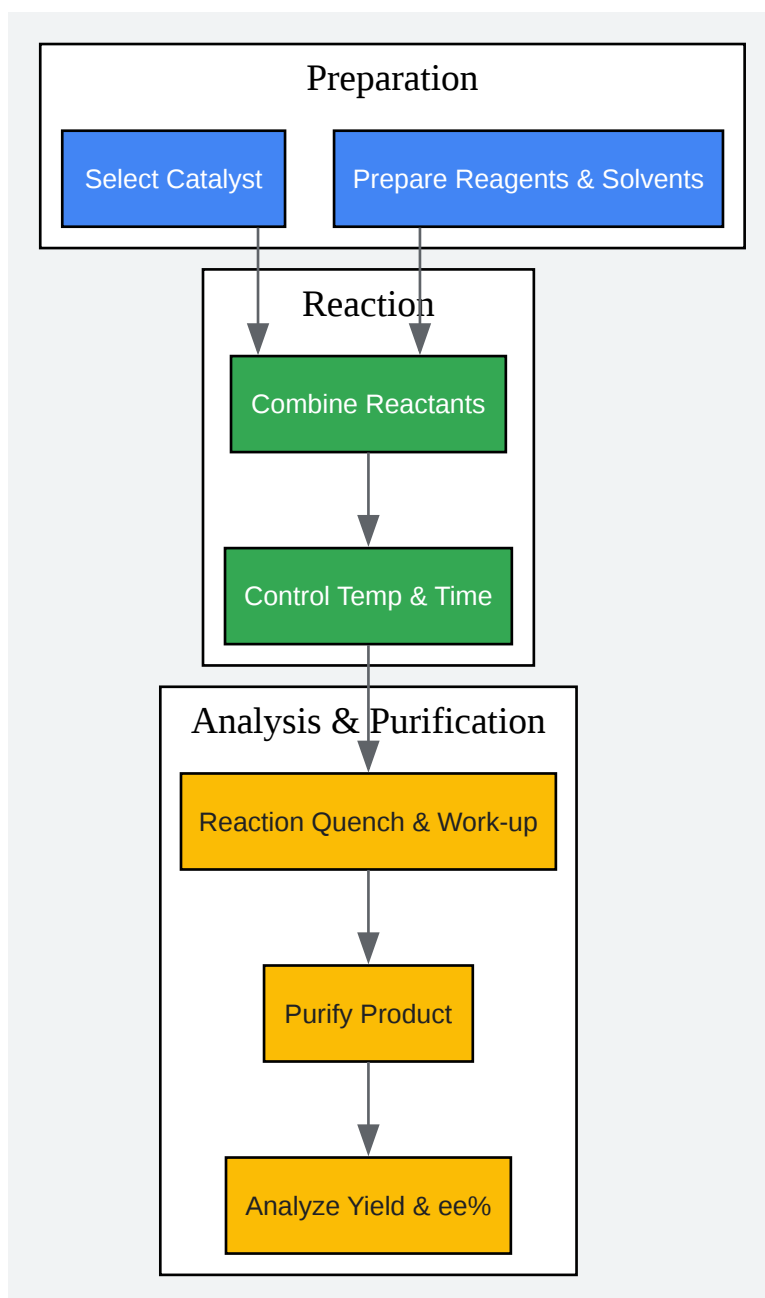 Preparation
Select Catalyst
Prepare Reagents & Solvents
Reaction
Combine Reactants
Control Temp & Time
Analysis & Purification
Reaction Quench & Work-up
Purify Product
Analyze Yield & ee%